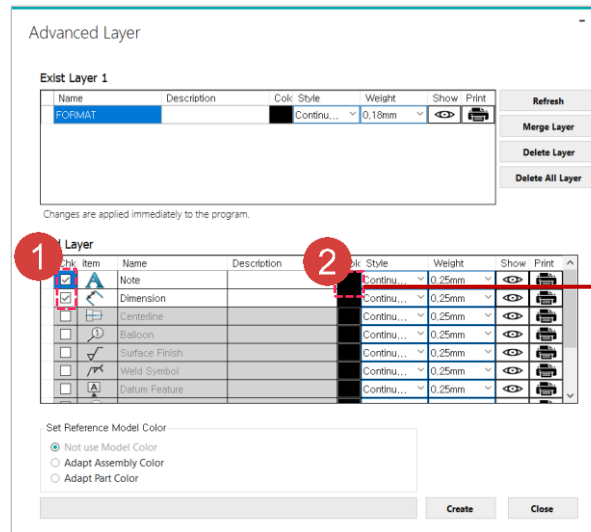 Advanced Layer
Exist Layer 1
Name Description Colc Style Weight Show Print
FORMAT Continu... 0,18mm
Refresh
Merge Layer
Delete Layer
Delete All Layer
Changes are applied immediately to the program.
1 d Layer 2
Chk item Name Description olc Style Weight Show Print
A Note Continu... 0,25mm
Dimension Continu... 0,25mm
Centerline Continu... 0,25mm
1 Balloon Continu... 0,25mm
Surface Finish Continu... 0,25mm
Weld Symbol Continu... 0,25mm
A Datum Feature Continu... 0,25mm
Set Reference Model Color
Not use Model Color
Adapt Assembly Color
Adapt Part Color
Create Close